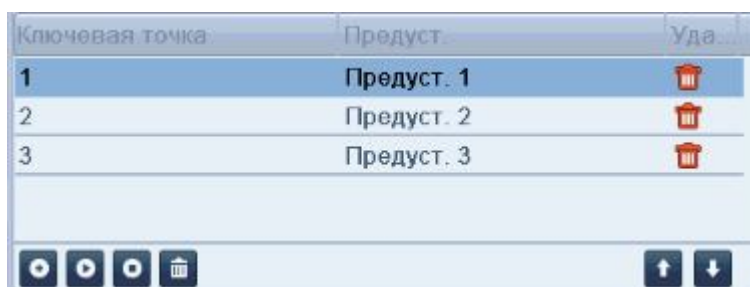 Ключевая точка Предуст. Уда...
1 Предуст. 1
2 Предуст. 2
3 Предуст. 3